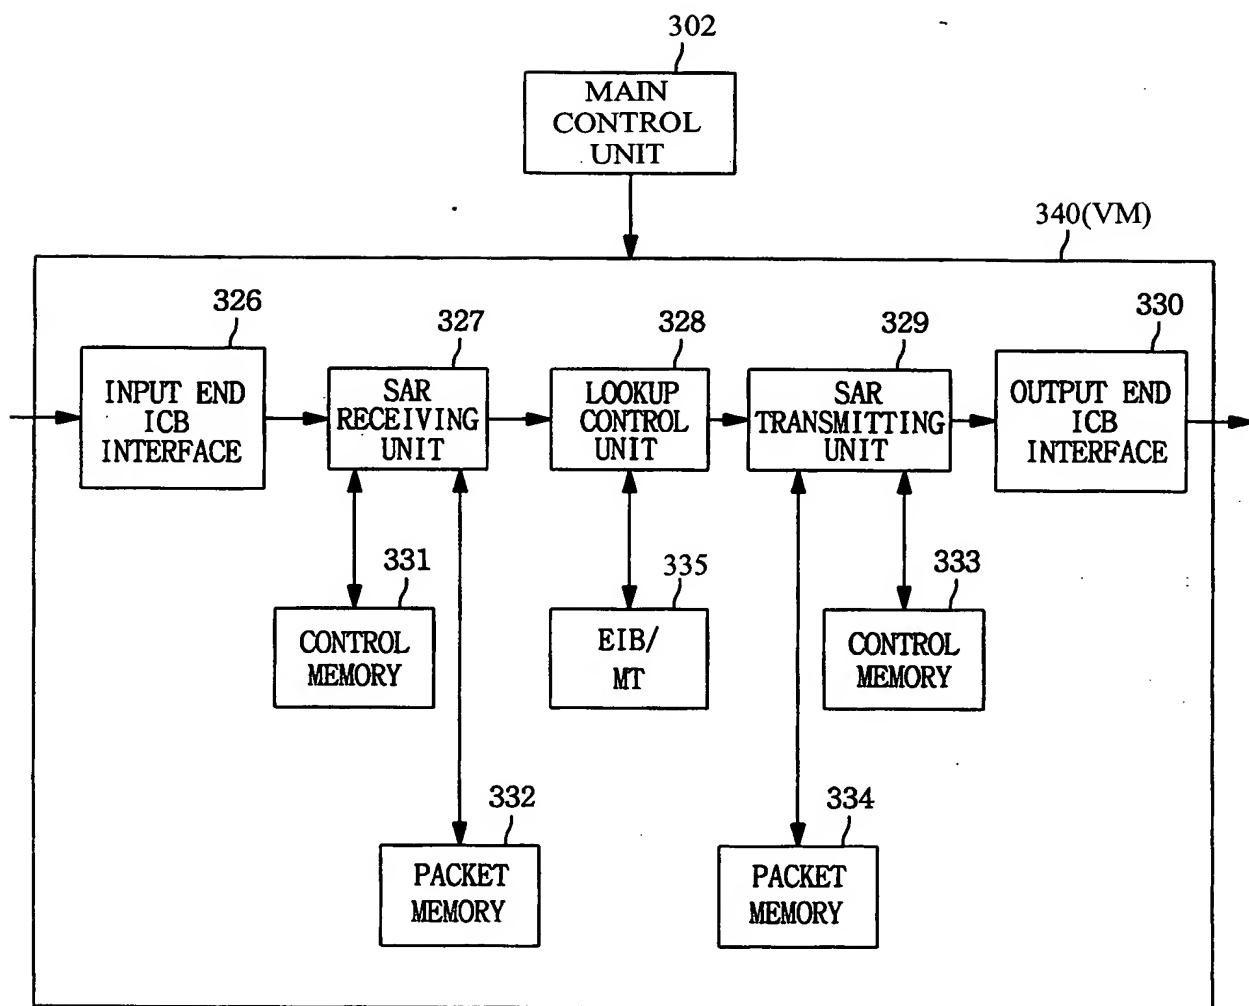 302
MAIN
CONTROL
UNIT
340(VM)
326
INPUT END
ICB
INTERFACE
327
SAR
RECEIVING
UNIT
328
LOOKUP
CONTROL
UNIT
329
SAR
TRANSMITTING
UNIT
330
OUTPUT END
ICB
INTERFACE
331
CONTROL
MEMORY
335
EIB/
MT
333
CONTROL
MEMORY
332
PACKET
MEMORY
334
PACKET
MEMORY